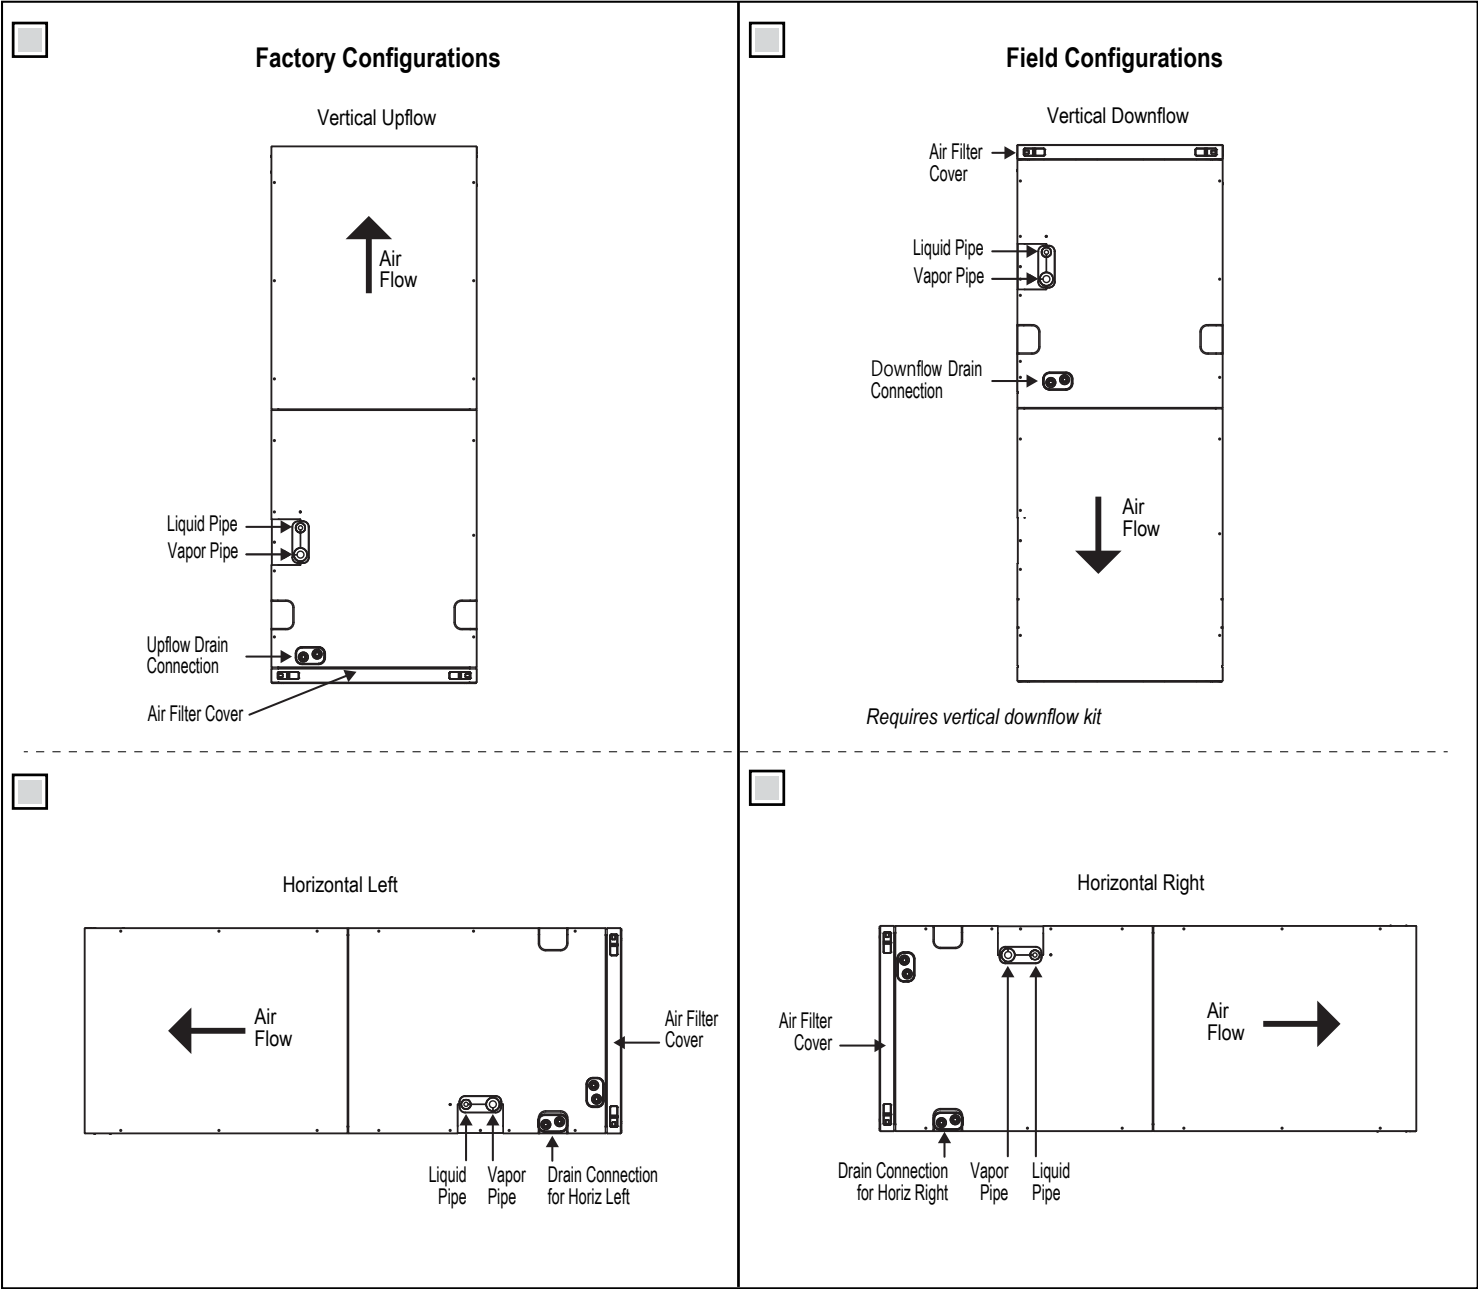 Factory Configurations
Vertical Upflow
Air
Flow
Liquid Pipe
Vapor Pipe
Upflow Drain
Connection
Air Filter Cover
Field Configurations
Vertical Downflow
Air Filter
Cover
Liquid Pipe
Vapor Pipe
Downflow Drain
Connection
Air
Flow
Requires vertical downflow kit
Horizontal Left
Air
Flow
Air Filter
Cover
Liquid
Pipe
Vapor
Pipe
Drain Connection
for Horiz Left
Horizontal Right
Air Filter
Cover
Air
Flow
Drain Connection
for Horiz Right
Vapor
Pipe
Liquid
Pipe